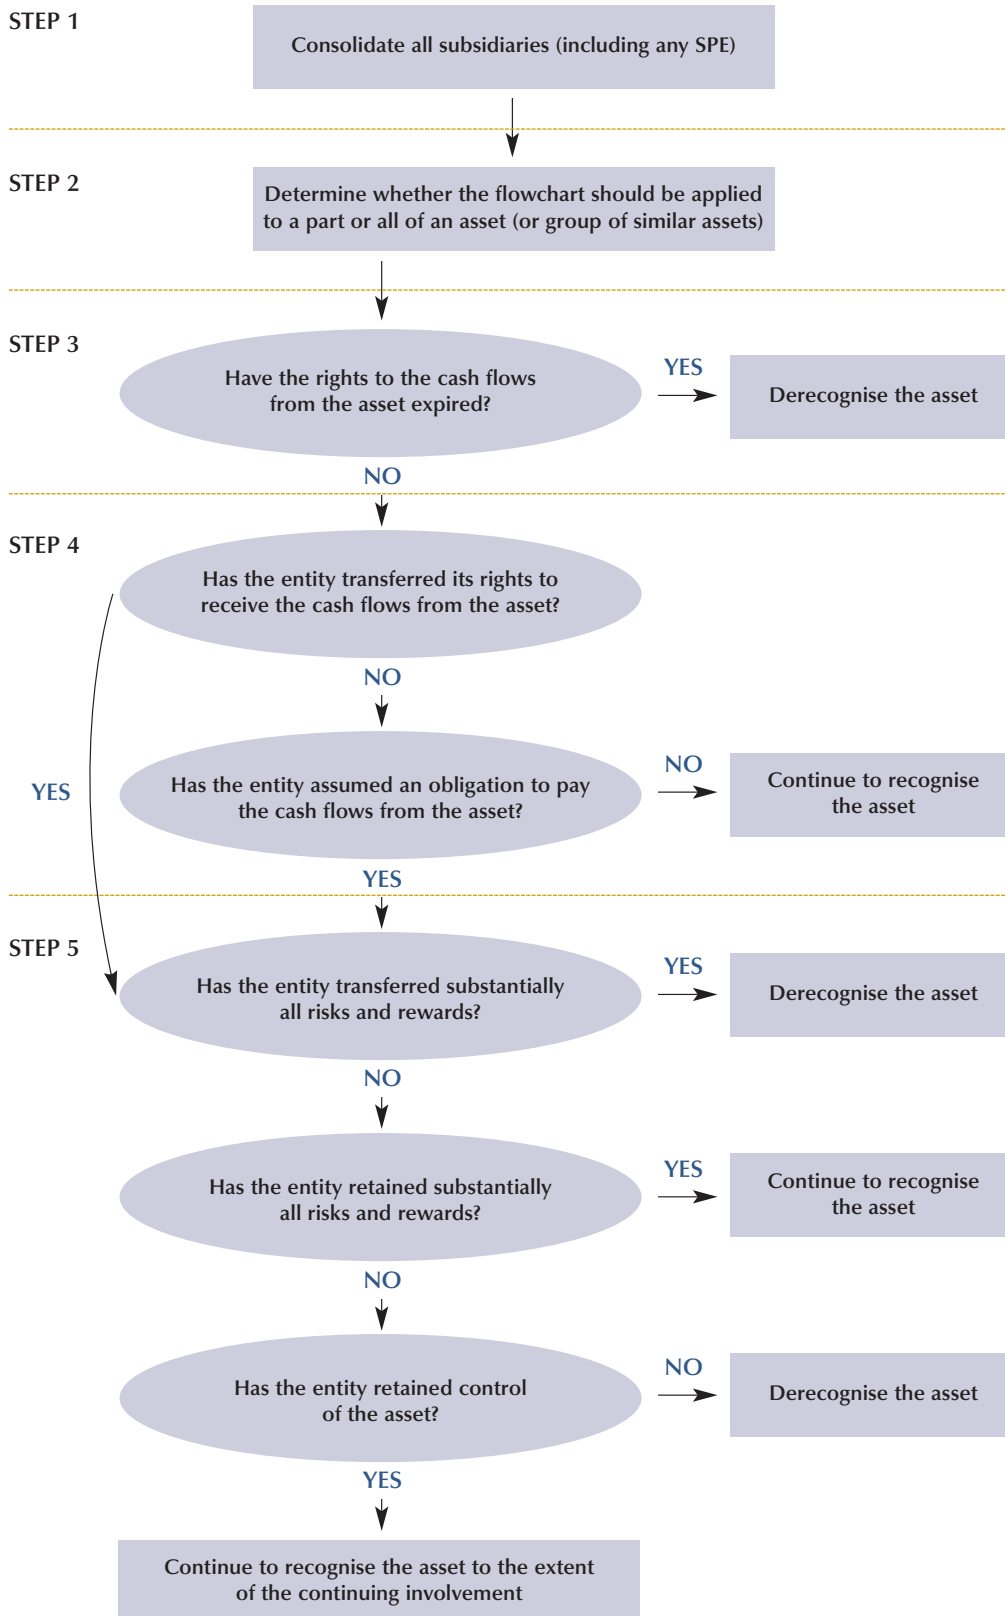 STEP 1
Consolidate all subsidiaries (including any SPE)
STEP 2
Determine whether the flowchart should be applied
to a part or all of an asset (or group of similar assets)
STEP 3
Have the rights to the cash flows
from the asset expired?
YES
Derecognise the asset
NO
STEP 4
Has the entity transferred its rights to
receive the cash flows from the asset?
NO
YES
Has the entity assumed an obligation to pay
the cash flows from the asset?
NO
Continue to recognise
the asset
YES
STEP 5
Has the entity transferred substantially
all risks and rewards?
YES
Derecognise the asset
NO
Has the entity retained substantially
all risks and rewards?
YES
Continue to recognise
the asset
NO
Has the entity retained control
of the asset?
NO
Derecognise the asset
YES
Continue to recognise the asset to the extent
of the continuing involvement